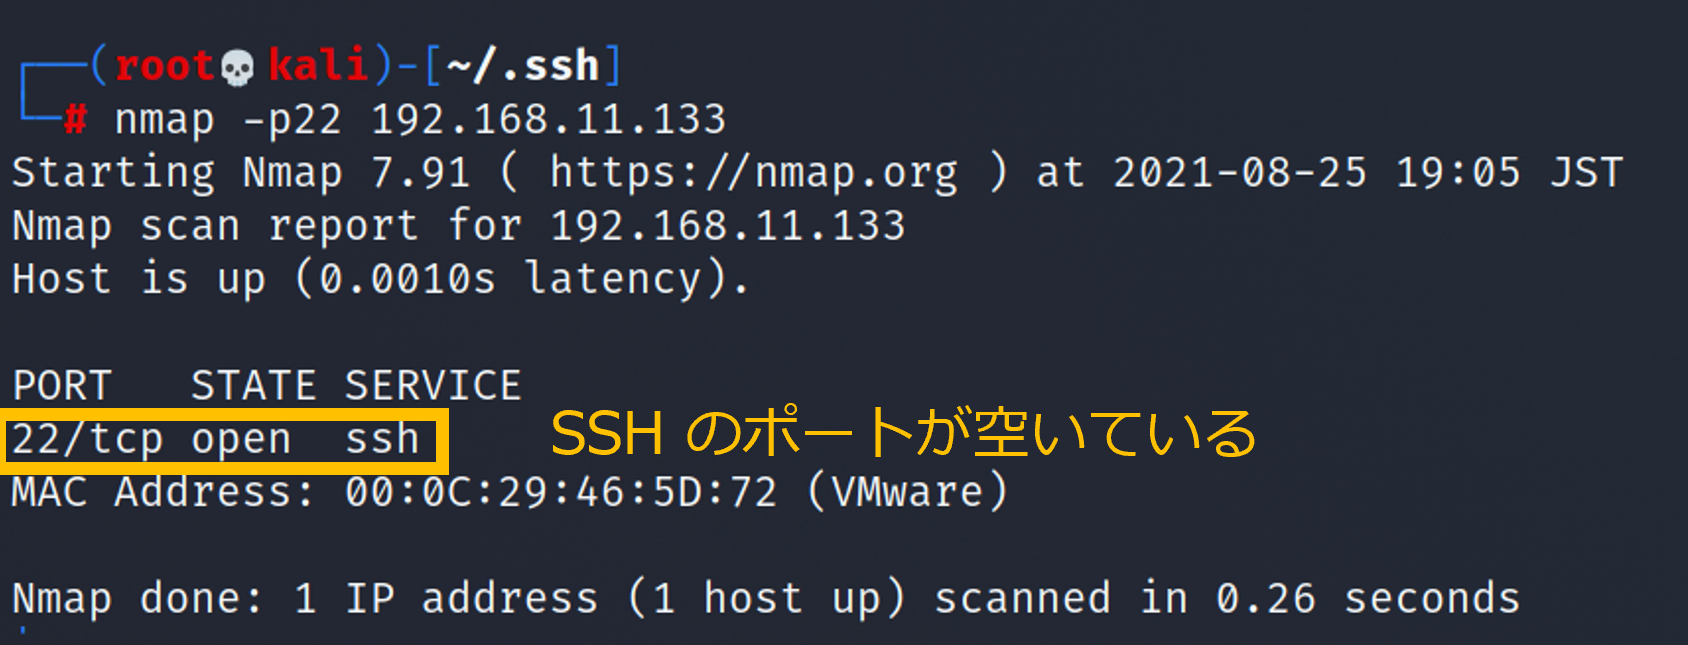 ┌──(root💀kali)-[~/.ssh]
└─# nmap -p22 192.168.11.133
Starting Nmap 7.91 ( https://nmap.org ) at 2021-08-25 19:05 JST
Nmap scan report for 192.168.11.133
Host is up (0.0010s latency).
PORT   STATE SERVICE
22/tcp open  ssh
SSH のポートが空いている
MAC Address: 00:0C:29:46:5D:72 (VMware)
Nmap done: 1 IP address (1 host up) scanned in 0.26 seconds